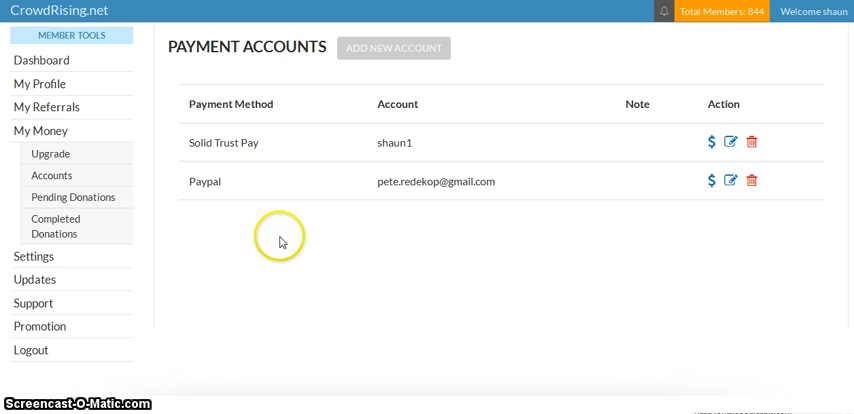 CrowdRising.net
Total Members: 844
Welcome shaun
MEMBER TOOLS
Dashboard
My Profile
My Referrals
My Money
Upgrade
Accounts
Pending Donations
Completed
Donations
Settings
Updates
Support
Promotion
Logout
PAYMENT ACCOUNTS
ADD NEW ACCOUNT
Payment Method Account Note Action
Solid Trust Pay shaun1
Paypal pete.redekop@gmail.com
Screencast-O-Matic.com